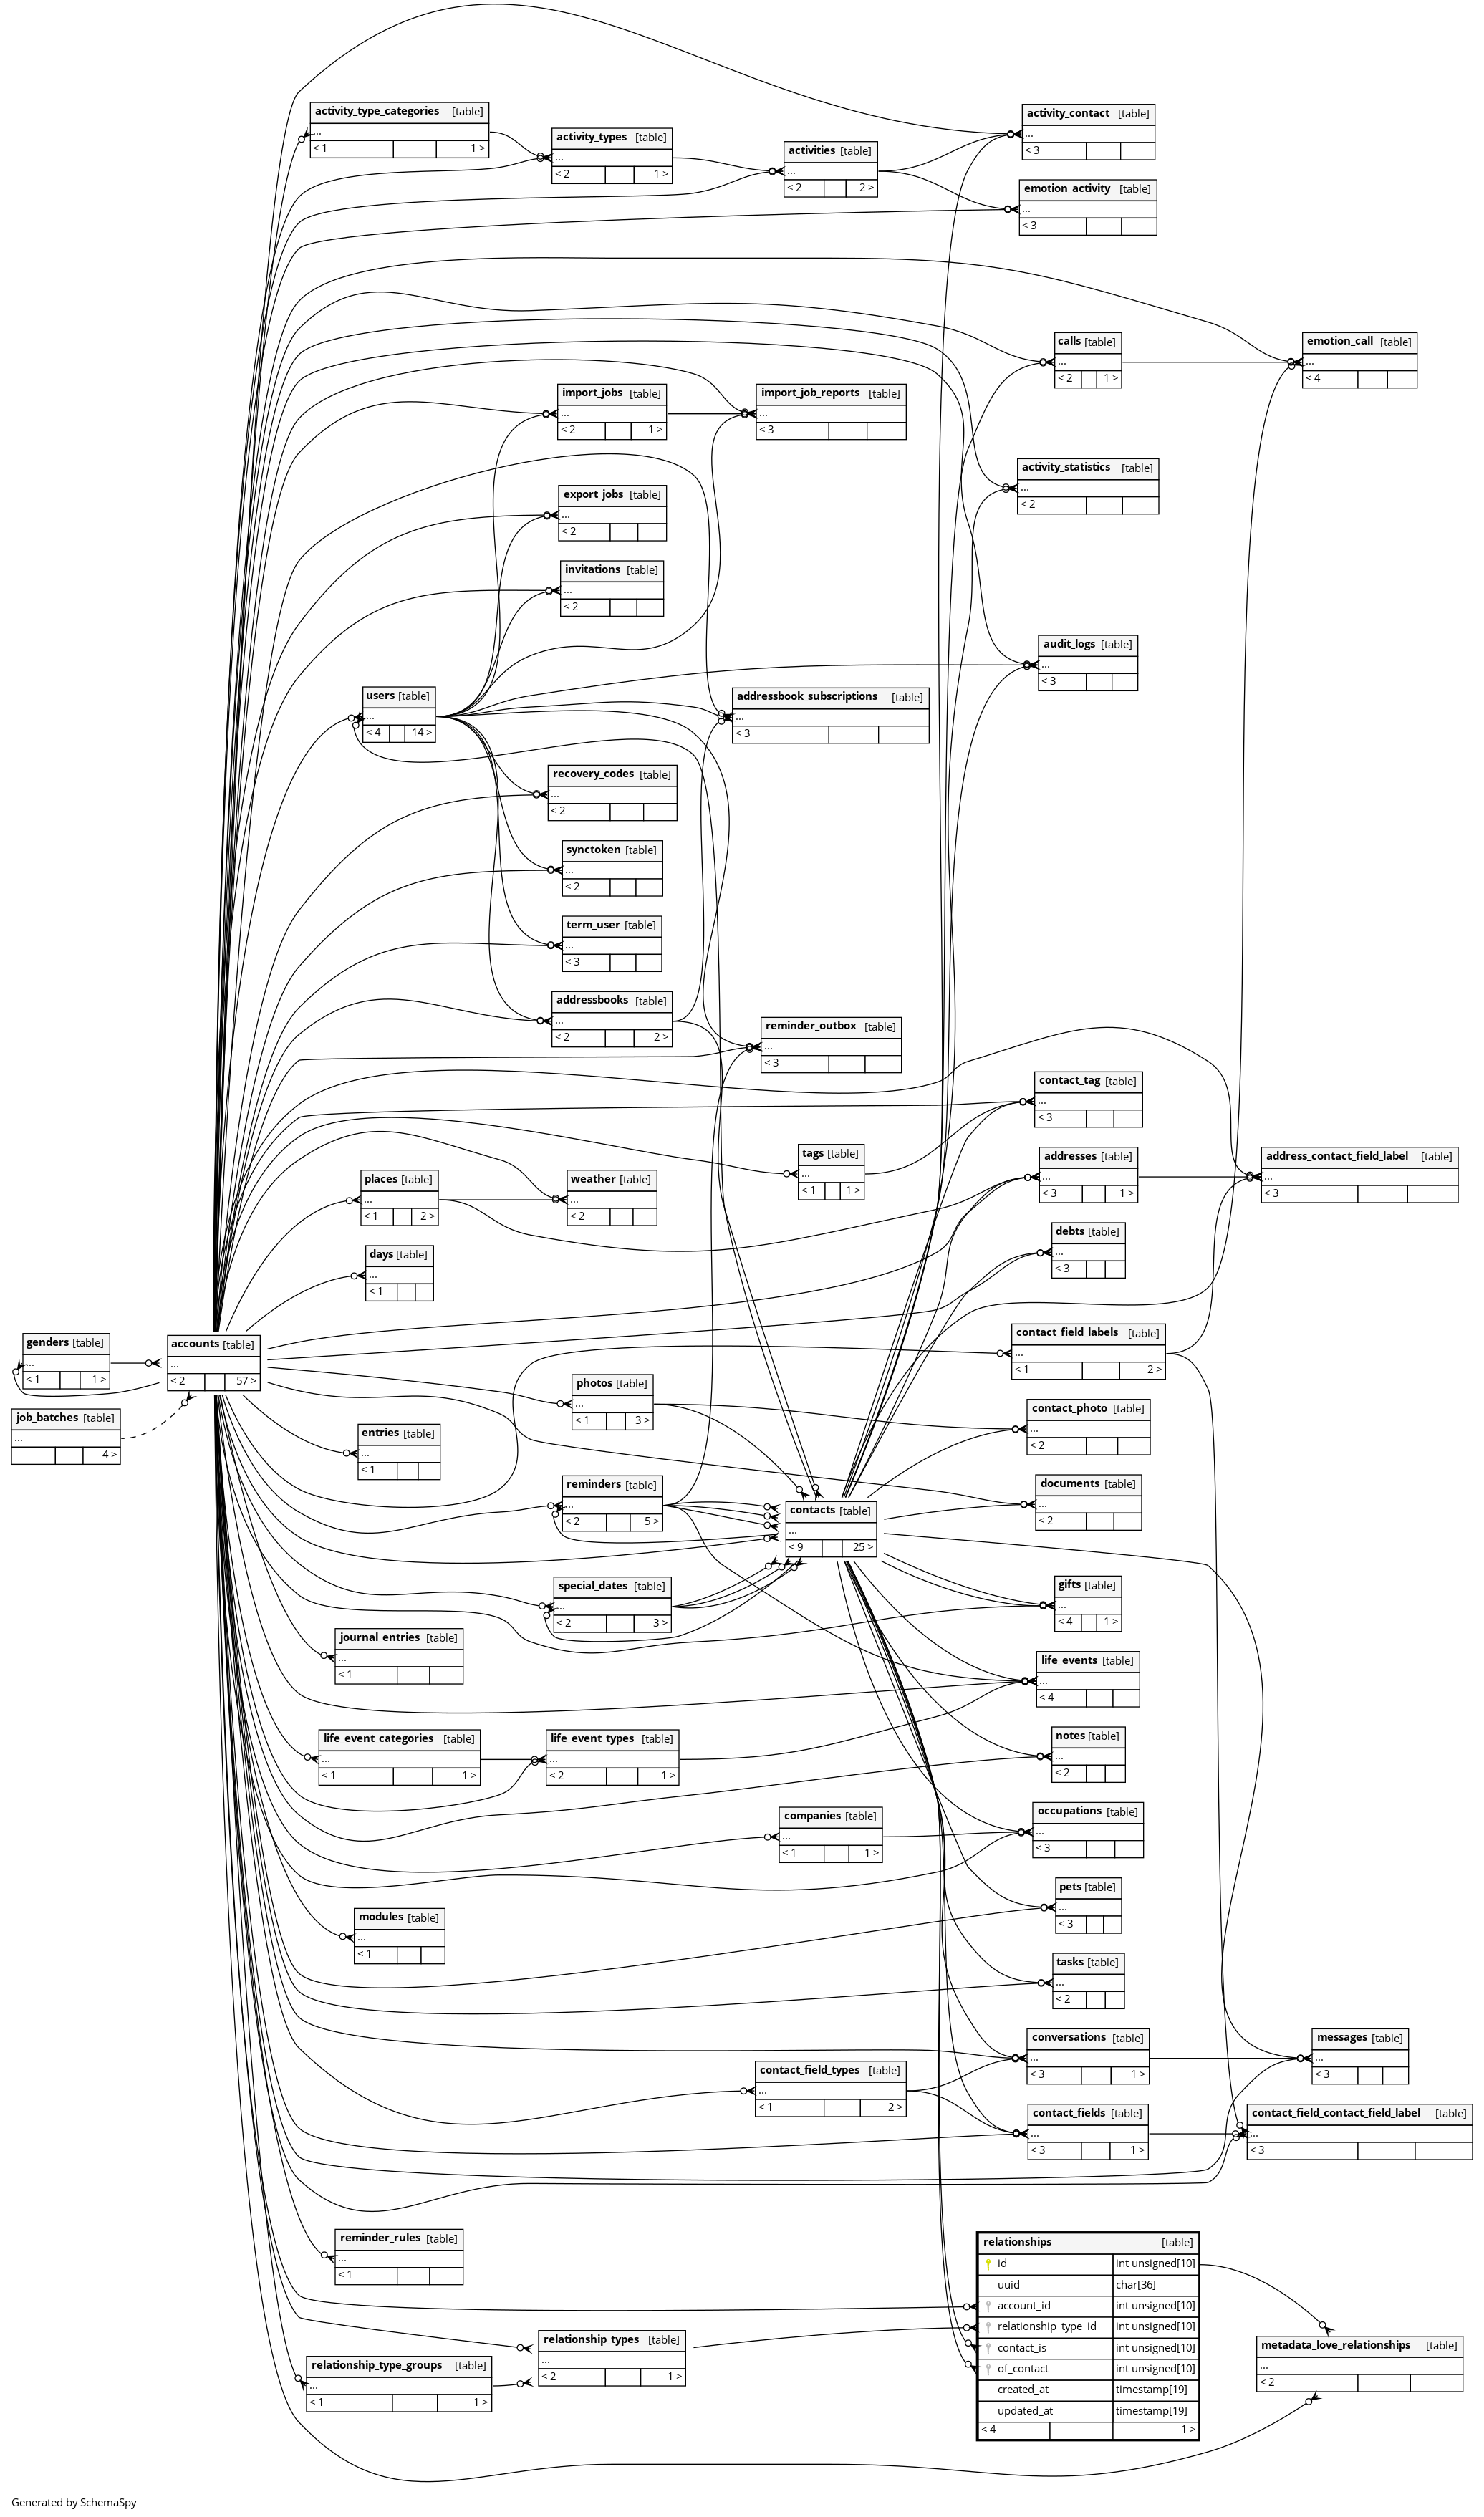 activity_type_categories [table]
...
< 1 1 >
activity_types [table]
...
< 2 1 >
activities [table]
...
< 2 2 >
activity_contact [table]
...
< 3
emotion_activity [table]
...
< 3
calls [table]
...
< 2 1 >
emotion_call [table]
...
< 4
import_jobs [table]
...
< 2 1 >
import_job_reports [table]
...
< 3
activity_statistics [table]
...
< 2
export_jobs [table]
...
< 2
invitations [table]
...
< 2
audit_logs [table]
...
< 3
users [table]
...
< 4 14 >
addressbook_subscriptions [table]
...
< 3
recovery_codes [table]
...
< 2
synctoken [table]
...
< 2
term_user [table]
...
< 3
addressbooks [table]
...
< 2 2 >
reminder_outbox [table]
...
< 3
contact_tag [table]
...
< 3
tags [table]
...
< 1 1 >
addresses [table]
...
< 3 1 >
address_contact_field_label [table]
...
< 3
places [table]
...
< 1 2 >
weather [table]
...
< 2
debts [table]
...
< 3
days [table]
...
< 1
contact_field_labels [table]
...
< 1 2 >
genders [table]
...
< 1 1 >
accounts [table]
...
< 2 57 >
photos [table]
...
< 1 3 >
contact_photo [table]
...
< 2
job_batches [table]
...
4 >
entries [table]
...
< 1
reminders [table]
...
< 2 5 >
contacts [table]
...
< 9 25 >
documents [table]
...
< 2
special_dates [table]
...
< 2 3 >
gifts [table]
...
< 4 1 >
journal_entries [table]
...
< 1
life_events [table]
...
< 4
life_event_categories [table]
...
< 1 1 >
life_event_types [table]
...
< 2 1 >
notes [table]
...
< 2
companies [table]
...
< 1 1 >
occupations [table]
...
< 3
pets [table]
...
< 3
modules [table]
...
< 1
tasks [table]
...
< 2
conversations [table]
...
< 3 1 >
messages [table]
...
< 3
contact_field_types [table]
...
< 1 2 >
contact_fields [table]
...
< 3 1 >
contact_field_contact_field_label [table]
...
< 3
reminder_rules [table]
...
< 1
relationships [table]
id int unsigned[10]
uuid char[36]
account_id int unsigned[10]
relationship_type_id int unsigned[10]
contact_is int unsigned[10]
of_contact int unsigned[10]
created_at timestamp[19]
updated_at timestamp[19]
< 4 1 >
relationship_types [table]
...
< 2 1 >
relationship_type_groups [table]
...
< 1 1 >
metadata_love_relationships [table]
...
< 2
Generated by SchemaSpy